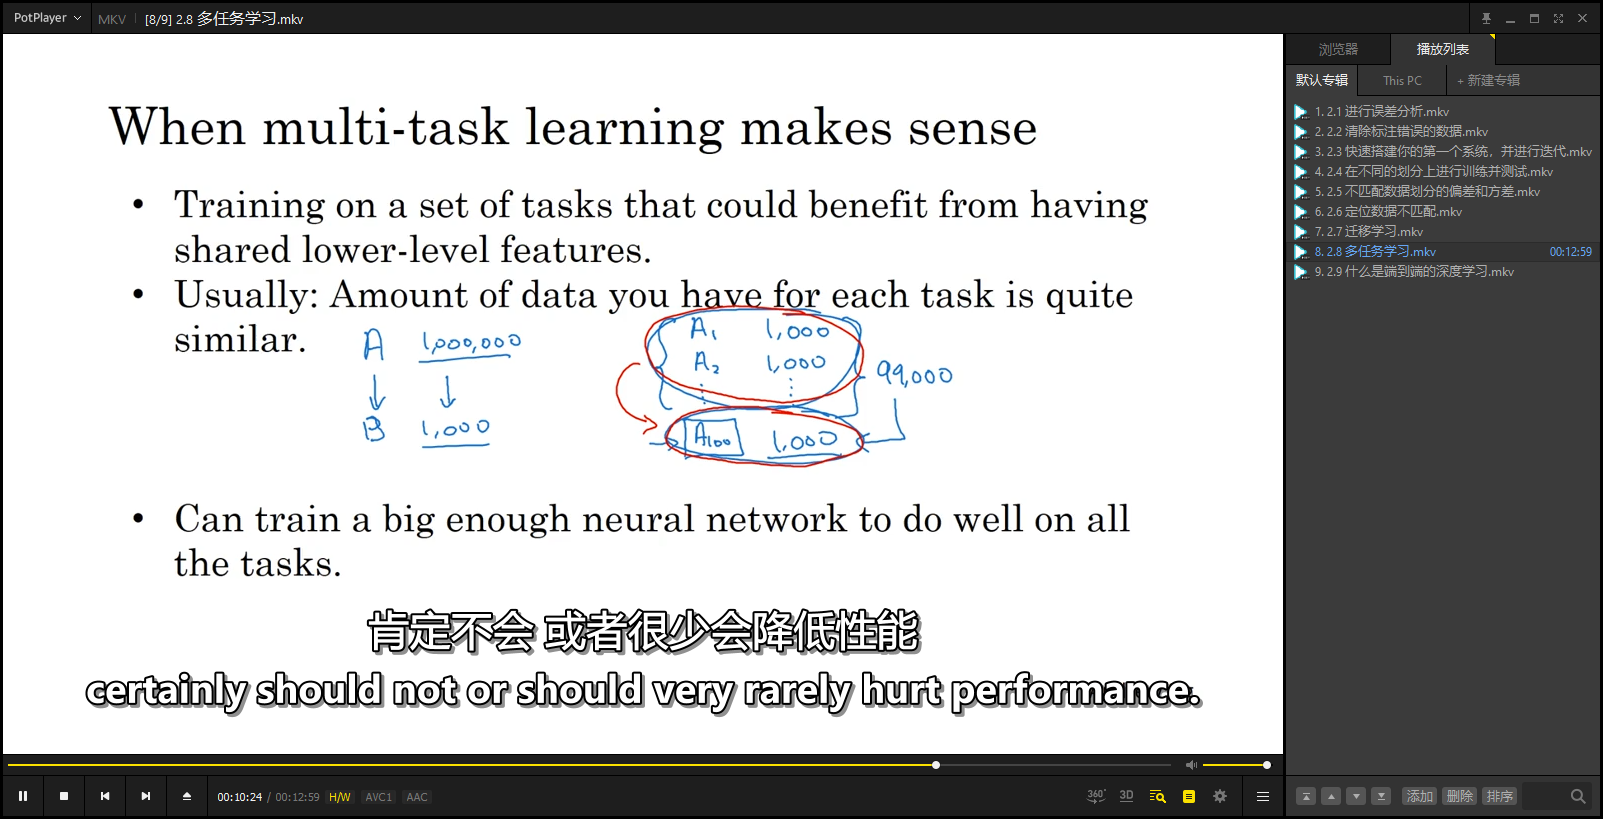 PotPlayer MKV [8/9] 2.8 多任务学习.mkv
When multi-task learning makes sense
• Training on a set of tasks that could benefit from having
shared lower-level features.
• Usually: Amount of data you have for each task is quite
similar.
A 1,000,000
B 1,000
A₁ 1,000
A₂ 1,000
99,000
A₁₀₀ 1,000
• Can train a big enough neural network to do well on all
the tasks.
肯定不会 或者很少会降低性能
certainly should not or should very rarely hurt performance.
00:10:24 / 00:12:59 H/W AVC1 AAC
360° 3D
浏览器 播放列表
默认专辑 This PC + 新建专辑
1. 2.1 进行误差分析.mkv
2. 2.2 清除标注错误的数据.mkv
3. 2.3 快速搭建你的第一个系统，并进行迭代.mkv
4. 2.4 在不同的划分上进行训练并测试.mkv
5. 2.5 不匹配数据划分的偏差和方差.mkv
6. 2.6 定位数据不匹配.mkv
7. 2.7 迁移学习.mkv
8. 2.8 多任务学习.mkv 00:12:59
9. 2.9 什么是端到端的深度学习.mkv
添加 删除 排序